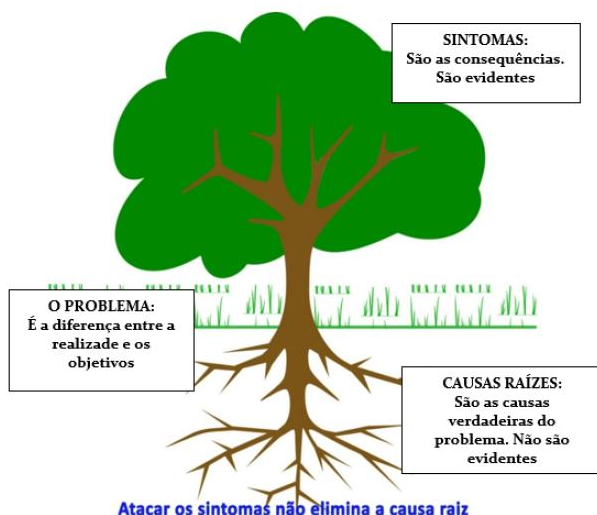 SINTOMAS:
São as consequências.
São evidentes
O PROBLEMA:
É a diferença entre a
realizade e os
objetivos
CAUSAS RAÍZES:
São as causas
verdadeiras do
problema. Não são
evidentes
Atacar os sintomas não elimina a causa raiz